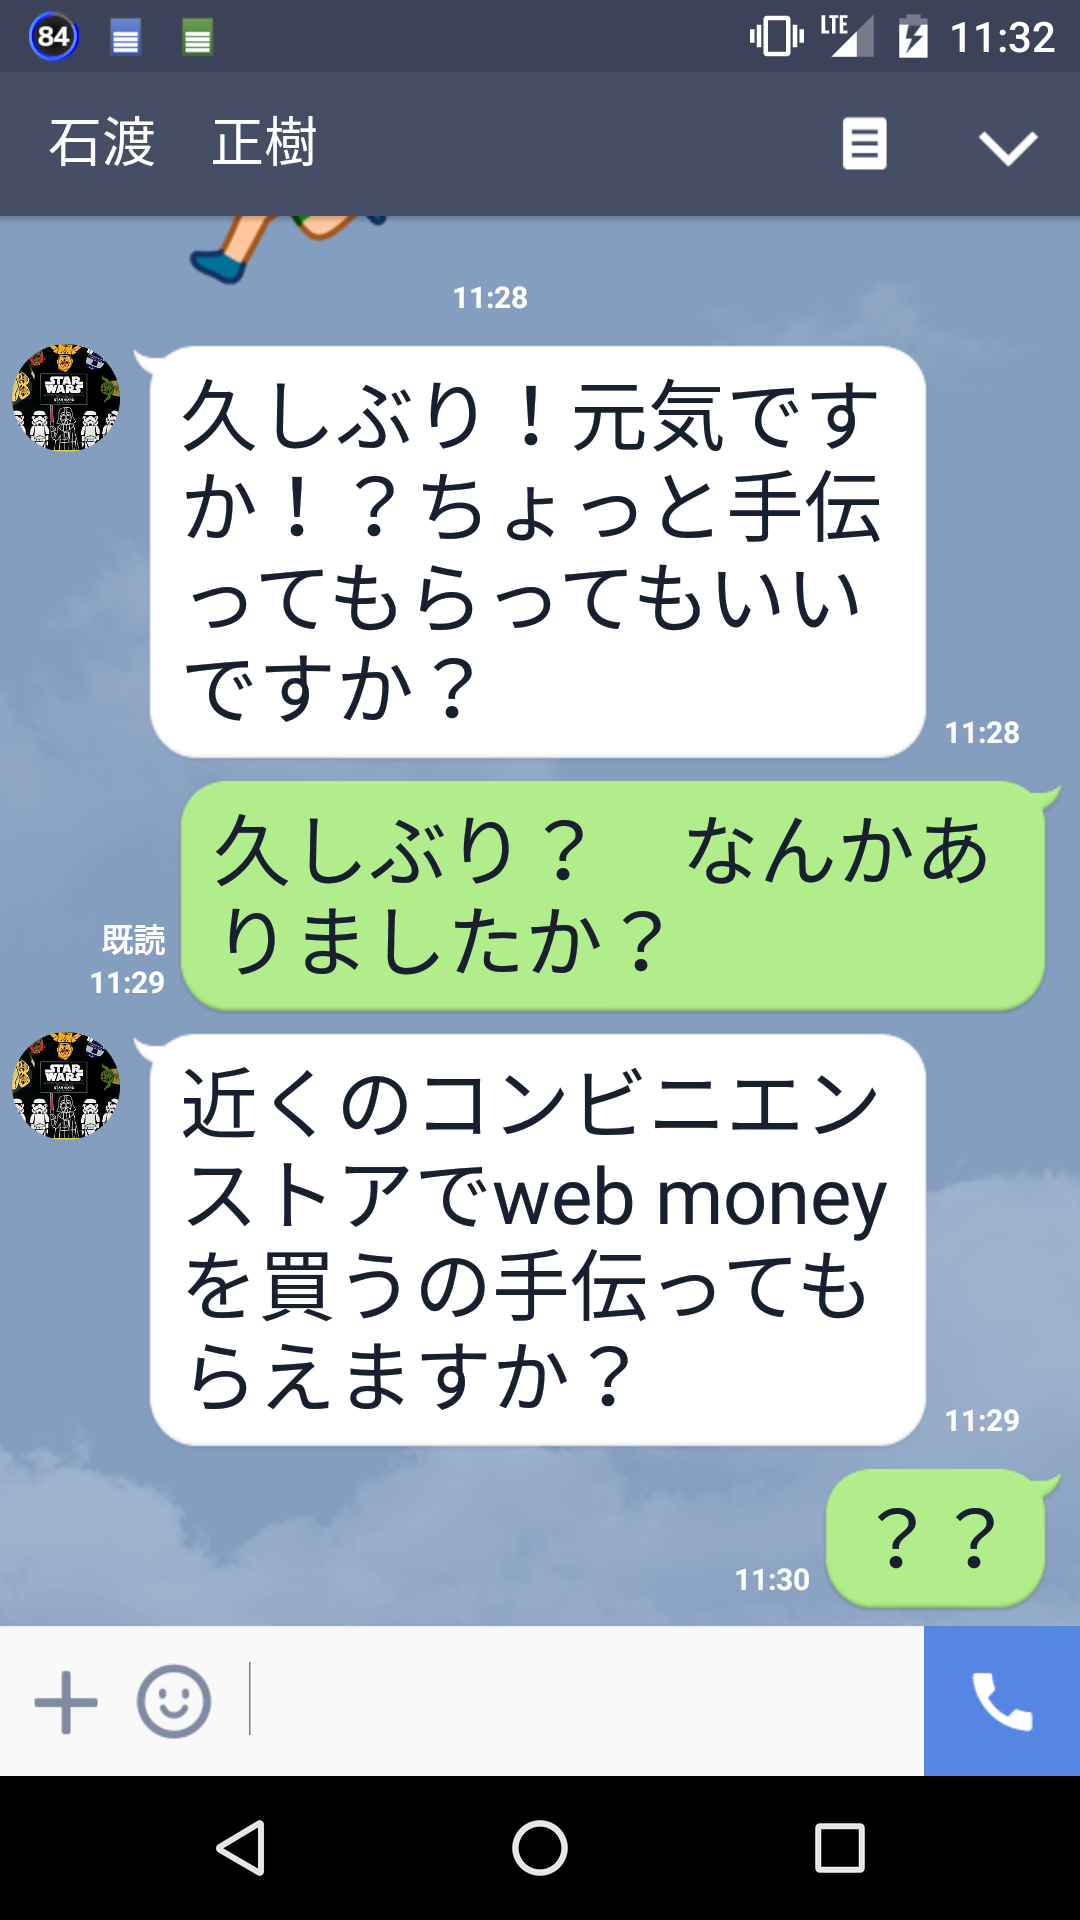 84
LTE
11:32
石渡　正樹
11:28
STAR
WARS
久しぶり！元気です
か！？ちょっと手伝
ってもらってもいい
ですか？
11:28
久しぶり？　なんかあ
りましたか？
既読
11:29
STAR
WARS
近くのコンビニエン
ストアでweb money
を買うの手伝っても
らえますか？
11:29
？？
11:30